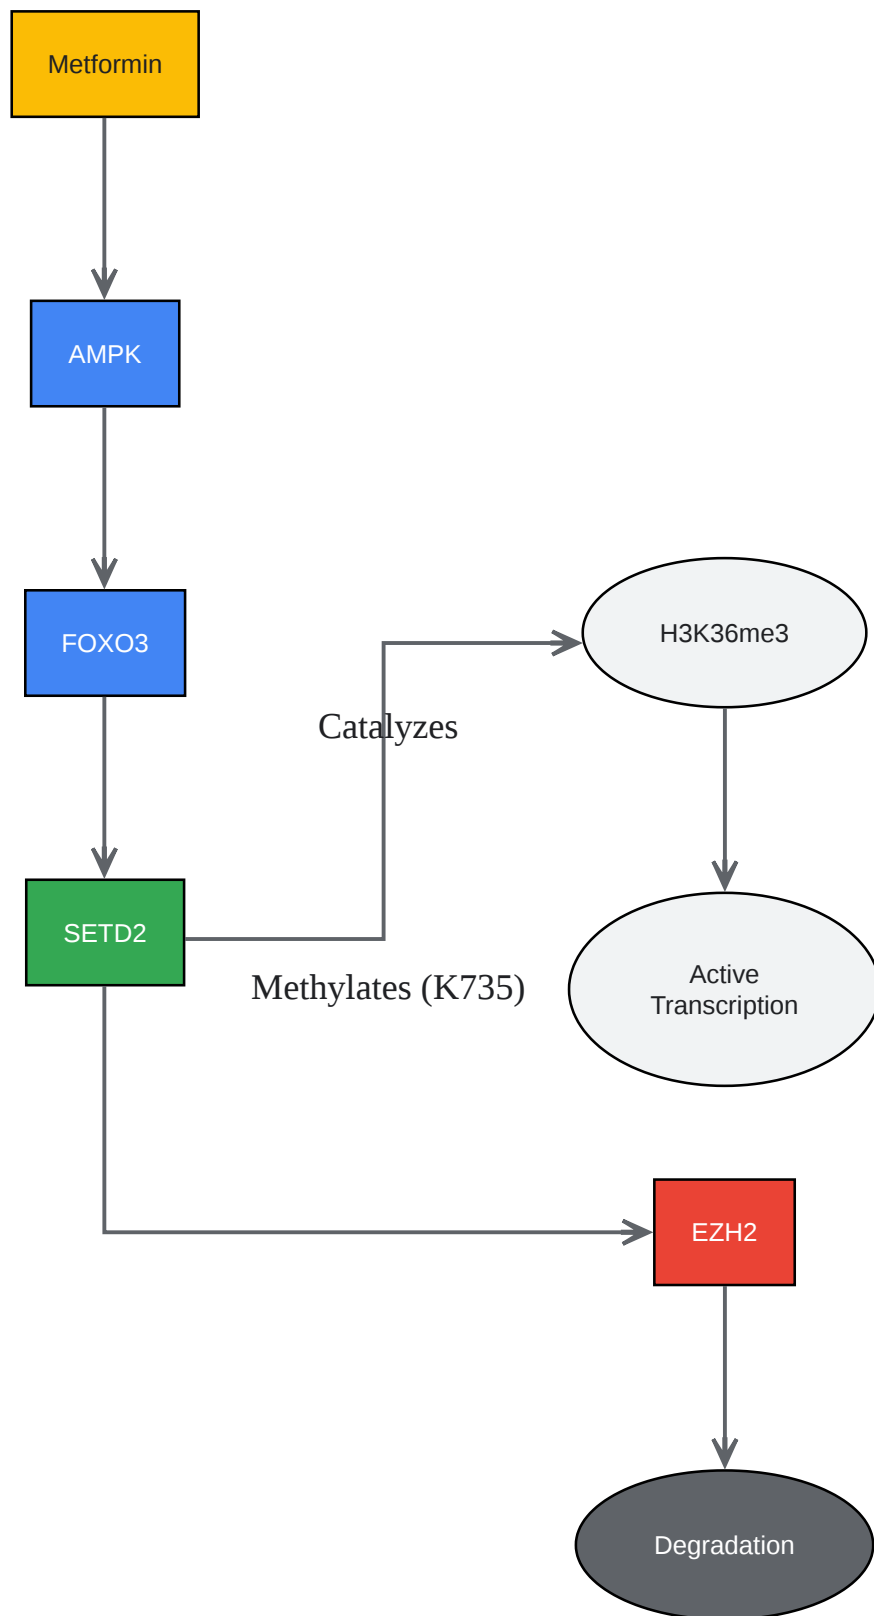 Metformin
AMPK
FOXO3
H3K36me3
Catalyzes
SETD2
Methylates (K735)
Active
Transcription
EZH2
Degradation